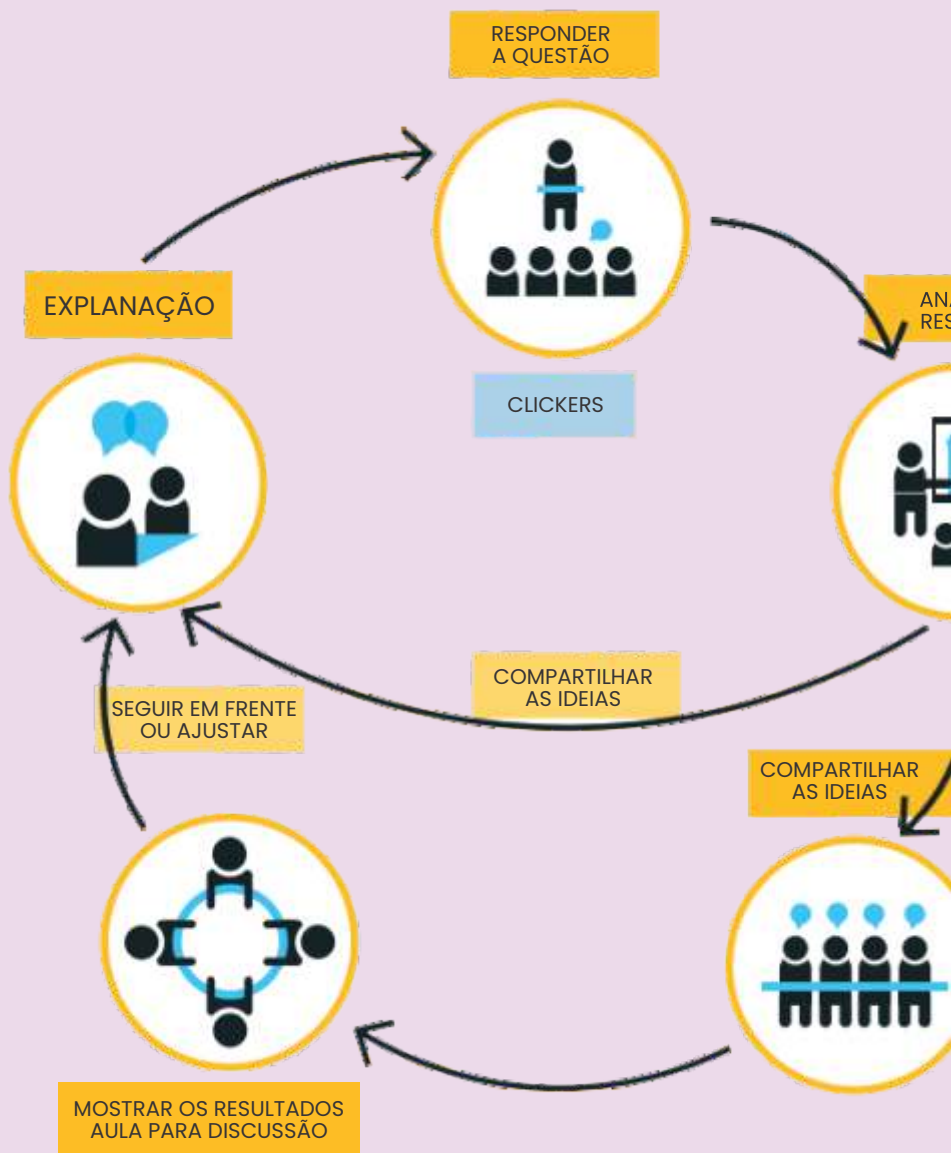 RESPONDER
A QUESTÃO
EXPLANAÇÃO
CLICKERS
COMPARTILHAR
AS IDEIAS
SEGUIR EM FRENTE
OU AJUSTAR
COMPARTILHAR
AS IDEIAS
MOSTRAR OS RESULTADOS
AULA PARA DISCUSSÃO